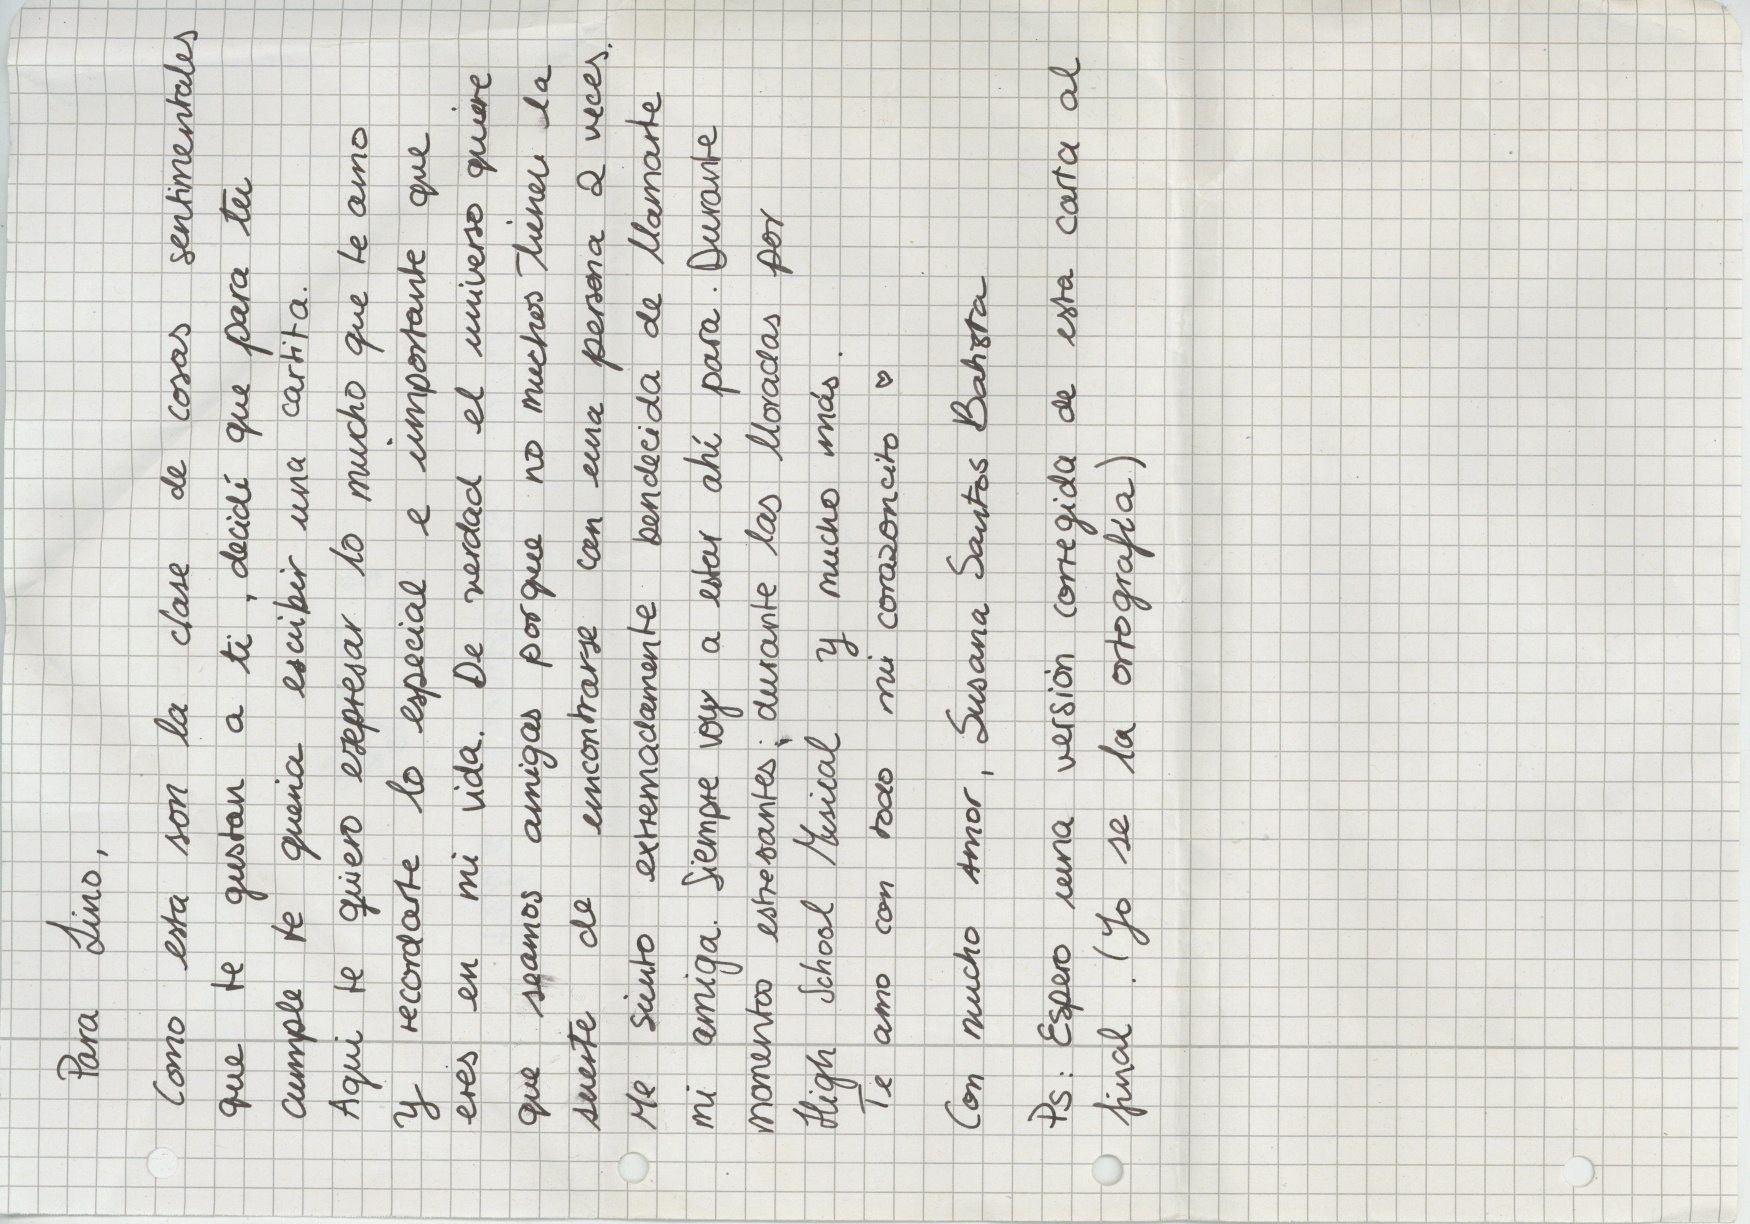 Para Lino,
Como esta son la clase de cosas sentimentales
que te gustan a ti, decidí que para tu
cumple te queria escribir una cartita.
Aqui te quiero expresar lo mucho que te amo
y recordarte lo especial e importante que
eres en mi vida. De verdad el universo quiere
que seamos amigas porque no muchos tienen la
suerte de encontrarse con una persona 2 veces.
Me siento extremadamente bendecida de llamarte
mi amiga. Siempre voy a estar ahí para. Durante
momentos estresantes, durante las lloradas por
High School Musical y mucho más.
Te amo con todo mi corazoncito ♡
Con mucho amor, Susana Santos Batista
Ps: Espero una versión corregida de esta carta al
final. (Yo se la ortografía)